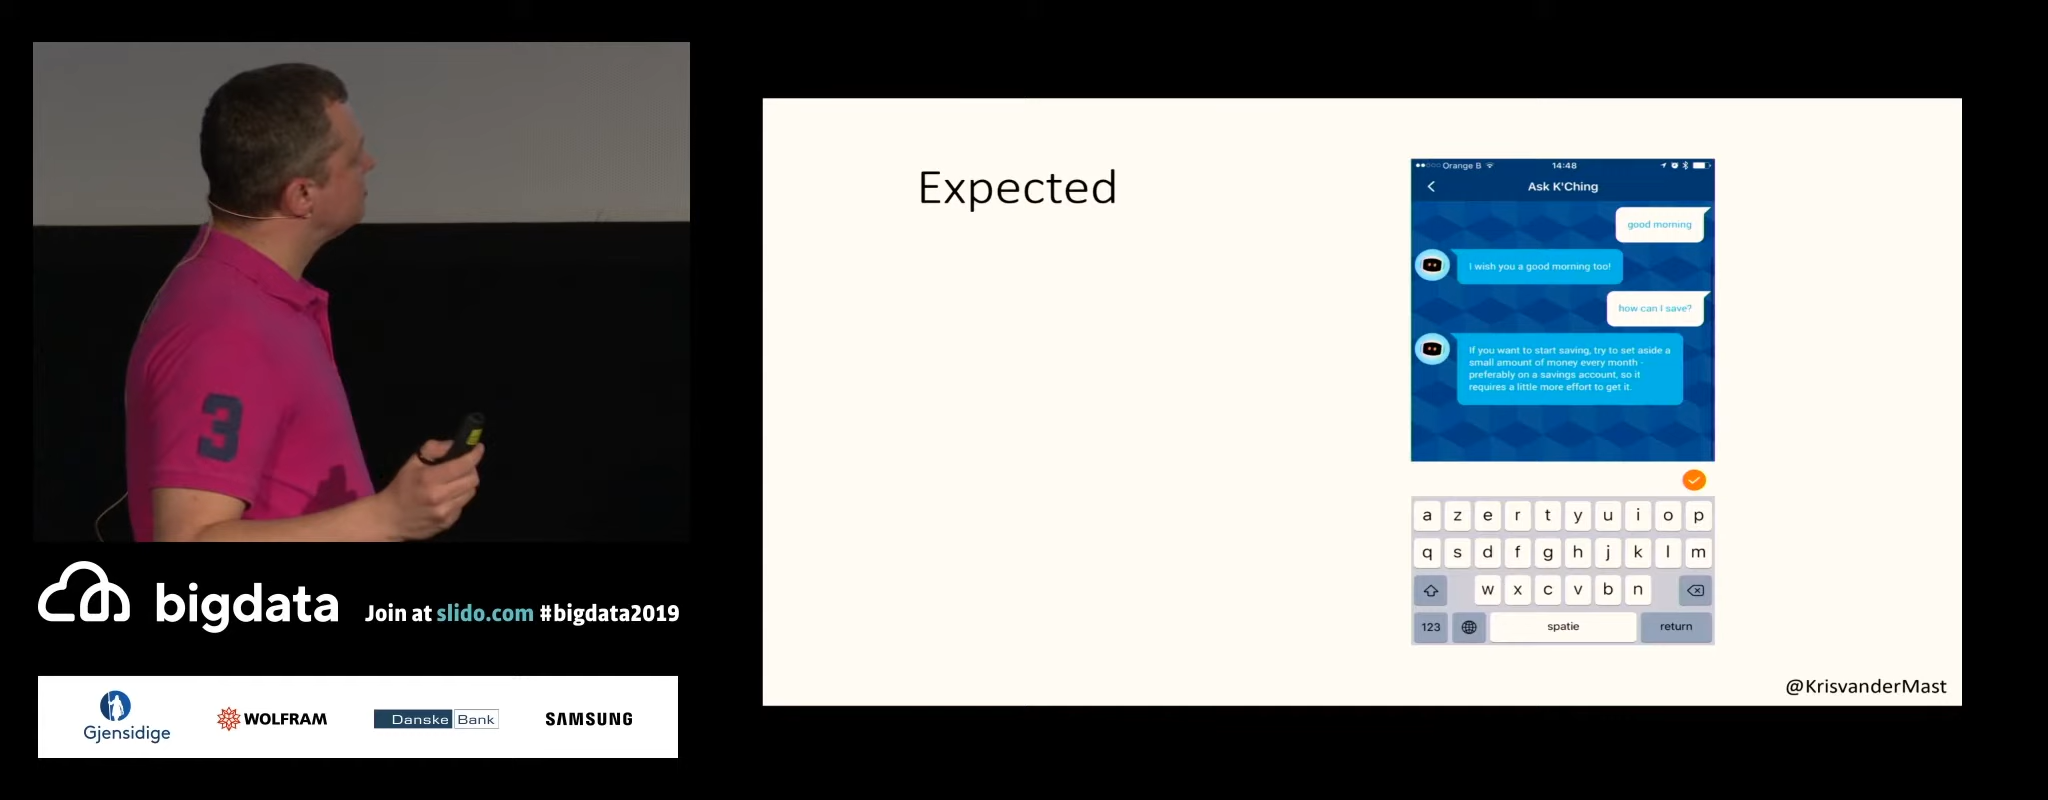 3
bigdata
Join at slido.com #bigdata2019
Gjensidige
WOLFRAM
Danske Bank
SAMSUNG
Expected
Orange B
14:48
Ask K'Ching
good morning
I wish you a good morning too!
how can I save?
If you want to start saving, try to set aside a
small amount of money every month -
preferably on a savings account, so it
requires a little more effort to get it.
a z e r t y u i o p
q s d f g h j k l m
w x c v b n
123 spatie return
@KrisvanderMast